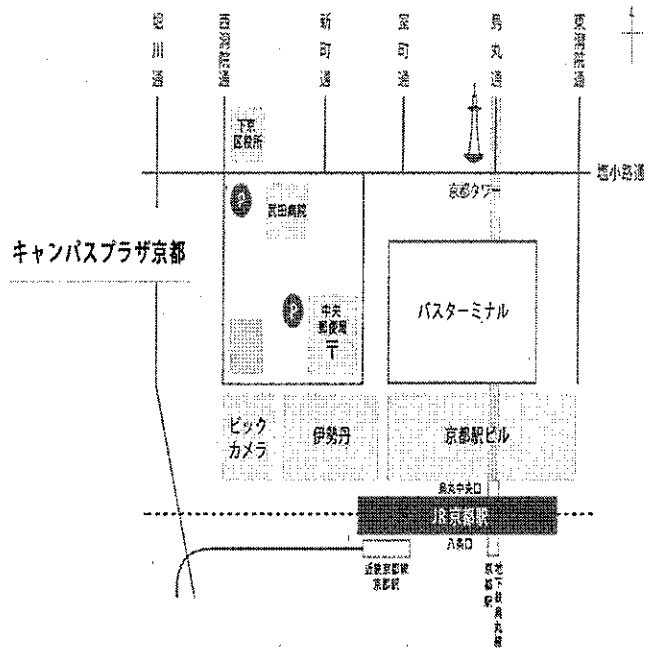 堀川通
西洞院通
新町通
室町通
烏丸通
東洞院通
下京
区役所
塩小路通
京都タワー
P
武田病院
キャンパスプラザ京都
P
中央
郵便局
〒
バスターミナル
ビック
カメラ
伊勢丹
京都駅ビル
烏丸中央口
JR京都駅
八条口
近鉄京都線
京都駅
地下鉄烏丸線
京都駅